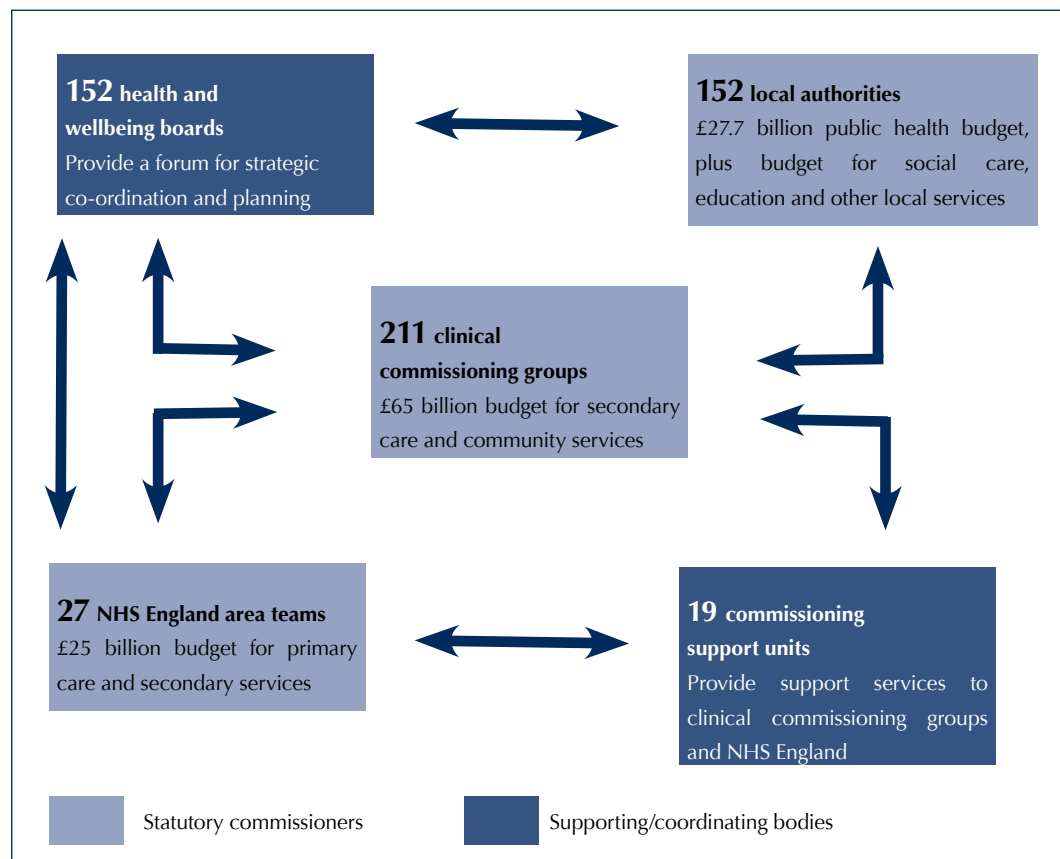 152 health and
wellbeing boards
Provide a forum for strategic
co-ordination and planning
152 local authorities
£27.7 billion public health budget,
plus budget for social care,
education and other local services
211 clinical
commissioning groups
£65 billion budget for secondary
care and community services
27 NHS England area teams
£25 billion budget for primary
care and secondary services
19 commissioning
support units
Provide support services to
clinical commissioning groups
and NHS England
Statutory commissioners
Supporting/coordinating bodies